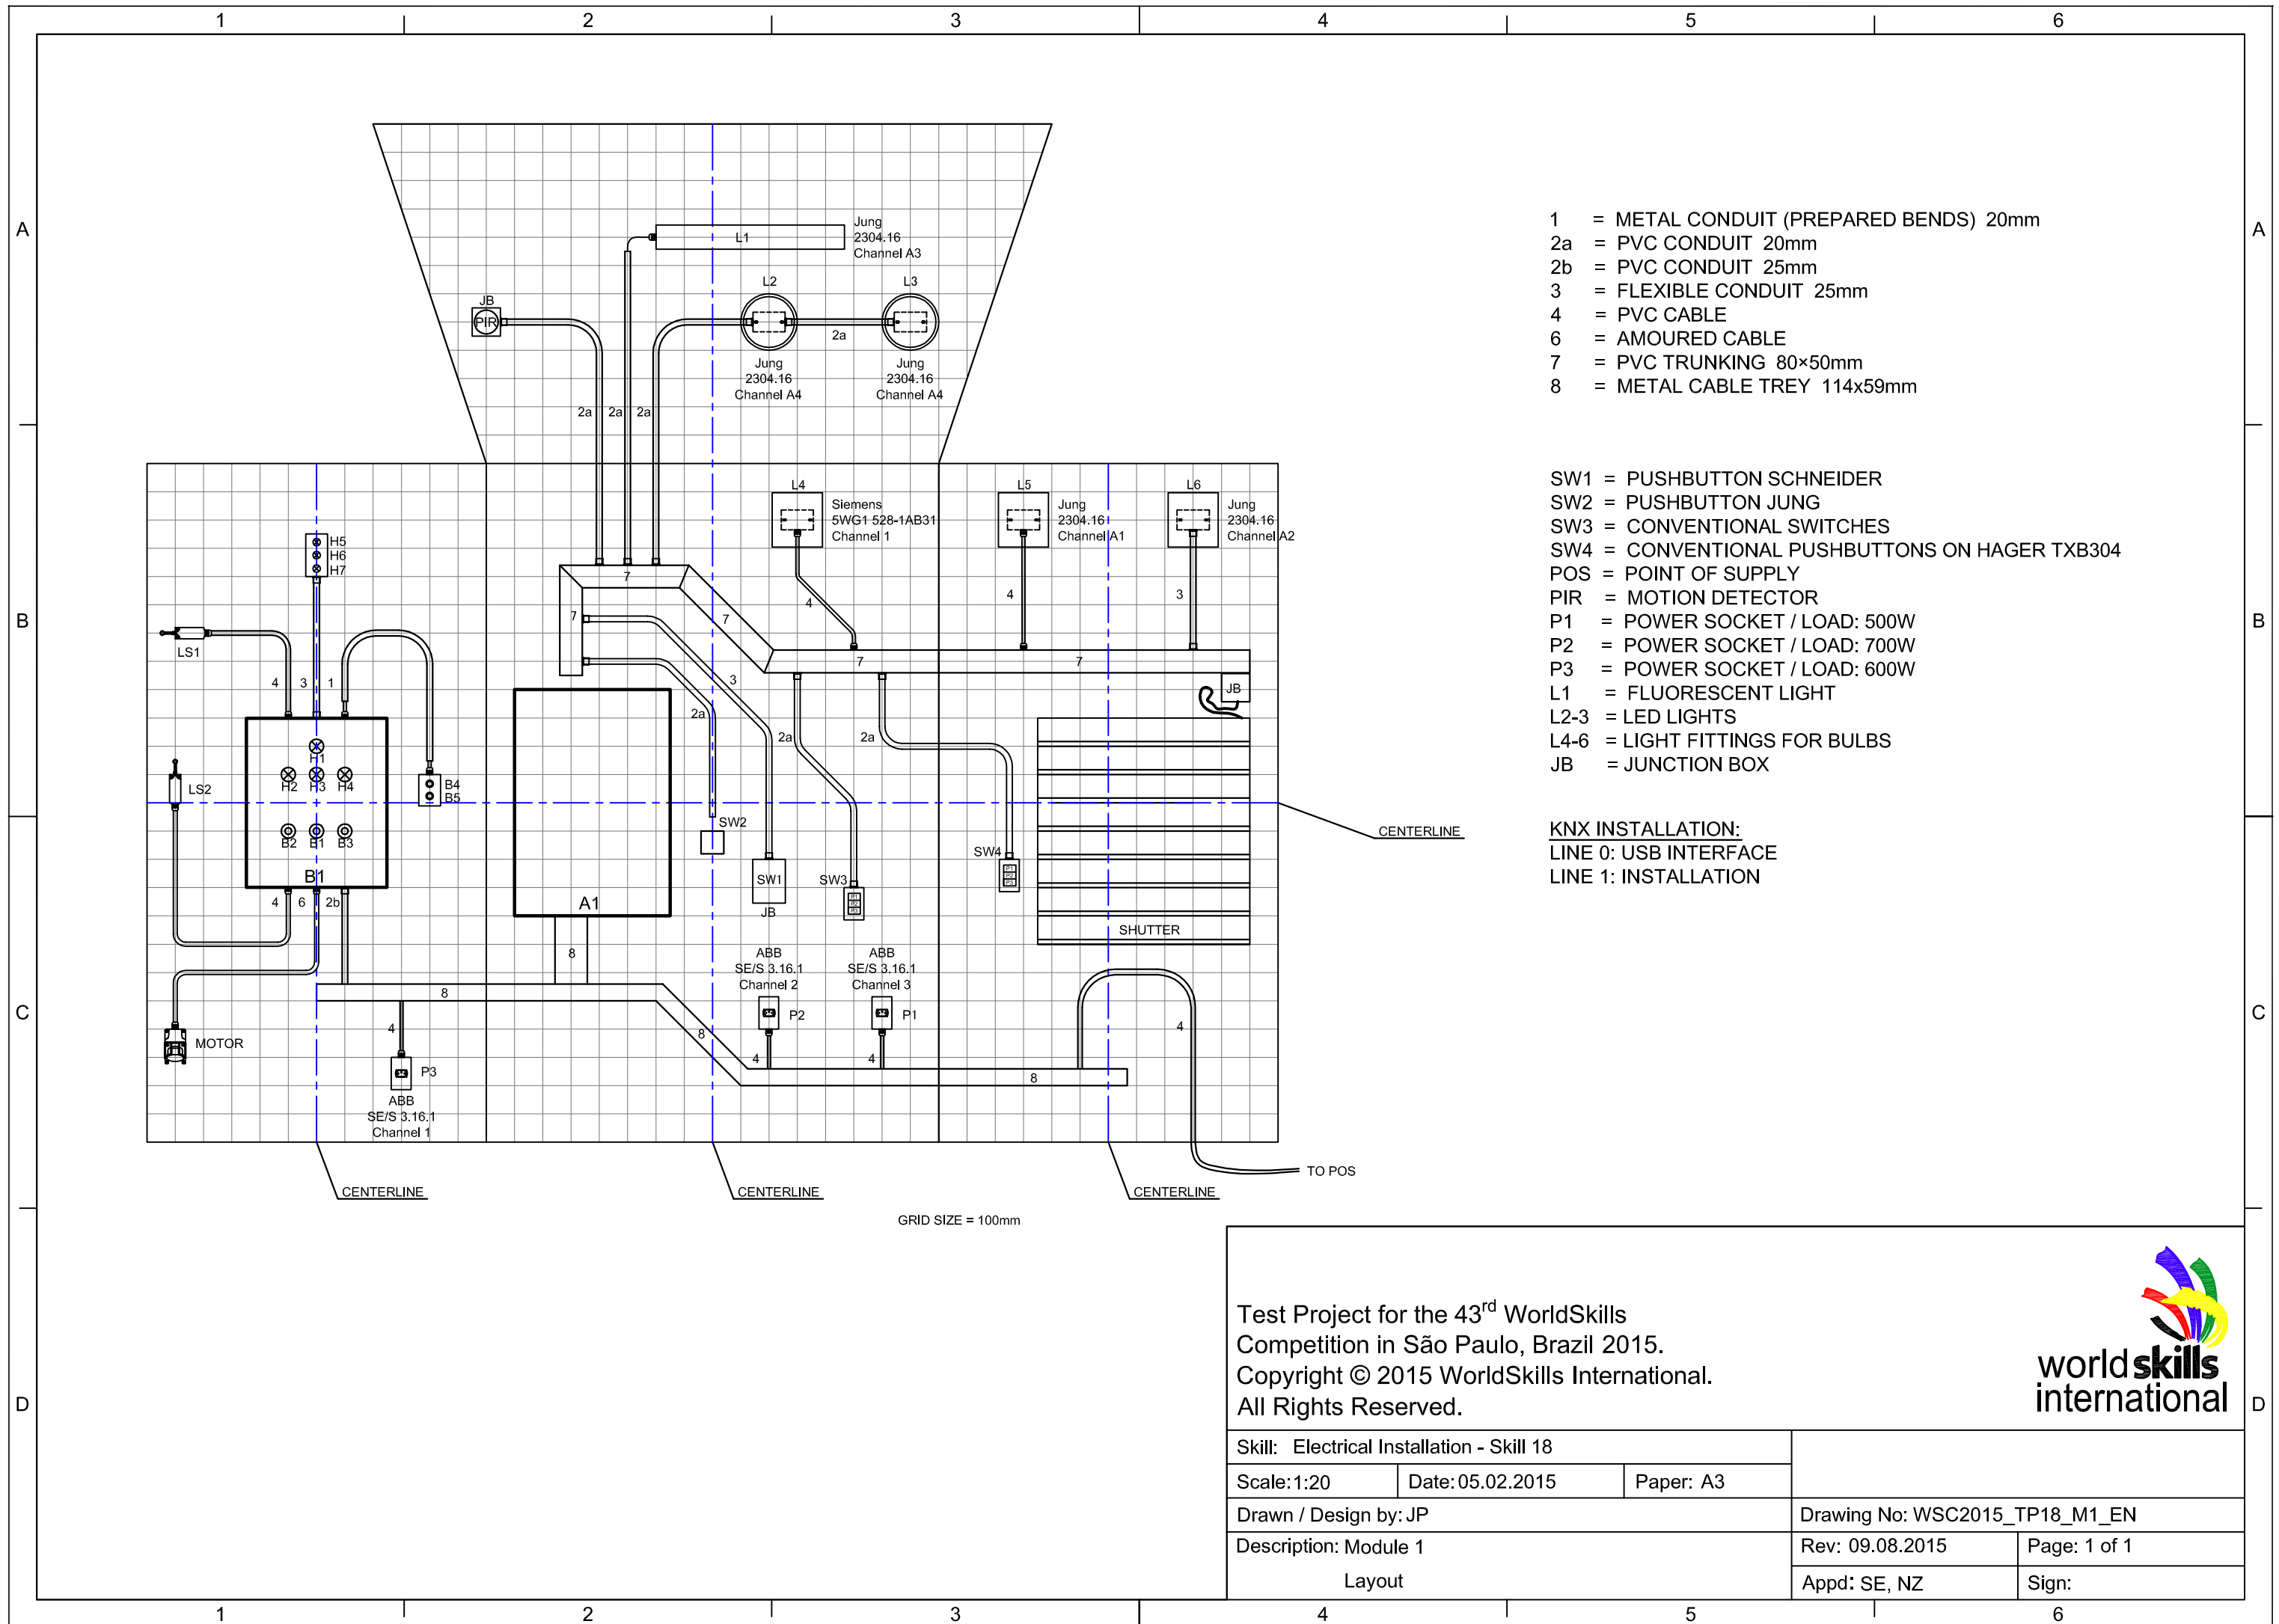 1 2 3 4 5 6
A
B
C
D
A
B
C
D
L1
Jung
2304.16
Channel A3
L2
L3
JB
PIR
2a
Jung
2304.16
Channel A4
Jung
2304.16
Channel A4
2a 2a 2a
L4
Siemens
5WG1 528-1AB31
Channel 1
L5
Jung
2304.16
Channel A1
L6
Jung
2304.16
Channel A2
H5
H6
H7
7
7
7
4
4
3
LS1
7
7
4 3 1
3
2a
JB
2a
2a
H1
H2 H3 H4
LS2
B4
B5
B2 B1 B3
B1
SW2
SW4
CENTERLINE
SW1
JB
SW3
A1
4 6 2b
SHUTTER
8
ABB
SE/S 3.16.1
Channel 2
ABB
SE/S 3.16.1
Channel 3
8
P2
P1
4
8
4
MOTOR
4
4
P3
8
ABB
SE/S 3.16.1
Channel 1
TO POS
CENTERLINE
CENTERLINE
CENTERLINE
GRID SIZE = 100mm
1 = METAL CONDUIT (PREPARED BENDS) 20mm
2a = PVC CONDUIT 20mm
2b = PVC CONDUIT 25mm
3 = FLEXIBLE CONDUIT 25mm
4 = PVC CABLE
6 = AMOURED CABLE
7 = PVC TRUNKING 80×50mm
8 = METAL CABLE TREY 114x59mm
SW1 = PUSHBUTTON SCHNEIDER
SW2 = PUSHBUTTON JUNG
SW3 = CONVENTIONAL SWITCHES
SW4 = CONVENTIONAL PUSHBUTTONS ON HAGER TXB304
POS = POINT OF SUPPLY
PIR = MOTION DETECTOR
P1 = POWER SOCKET / LOAD: 500W
P2 = POWER SOCKET / LOAD: 700W
P3 = POWER SOCKET / LOAD: 600W
L1 = FLUORESCENT LIGHT
L2-3 = LED LIGHTS
L4-6 = LIGHT FITTINGS FOR BULBS
JB = JUNCTION BOX
KNX INSTALLATION:
LINE 0: USB INTERFACE
LINE 1: INSTALLATION
Test Project for the 43rd WorldSkills
Competition in São Paulo, Brazil 2015.
Copyright © 2015 WorldSkills International.
All Rights Reserved.
worldskills
international
Skill: Electrical Installation - Skill 18
Scale:1:20 Date:05.02.2015 Paper: A3
Drawn / Design by: JP
Drawing No: WSC2015_TP18_M1_EN
Description: Module 1
Layout
Rev: 09.08.2015 Page: 1 of 1
Appd: SE, NZ Sign:
1 2 3 4 5 6